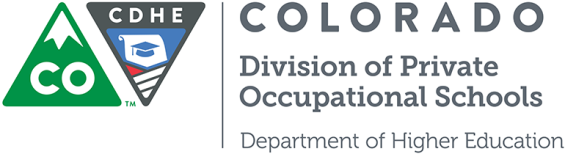 CO
TM
CDHE
COLORADO
Division of Private
Occupational Schools
Department of Higher Education